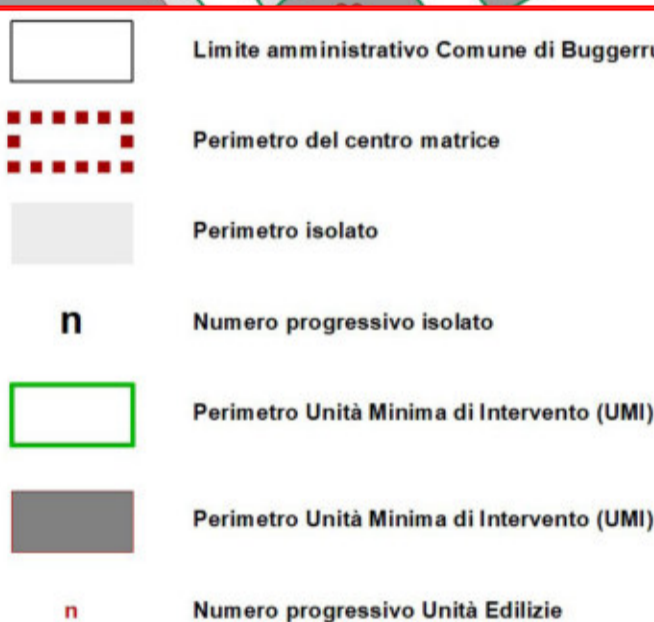 Limite amministrativo Comune di Buggerru
Perimetro del centro matrice
Perimetro isolato
n Numero progressivo isolato
Perimetro Unità Minima di Intervento (UMI)
Perimetro Unità Minima di Intervento (UMI)
n Numero progressivo Unità Edilizie